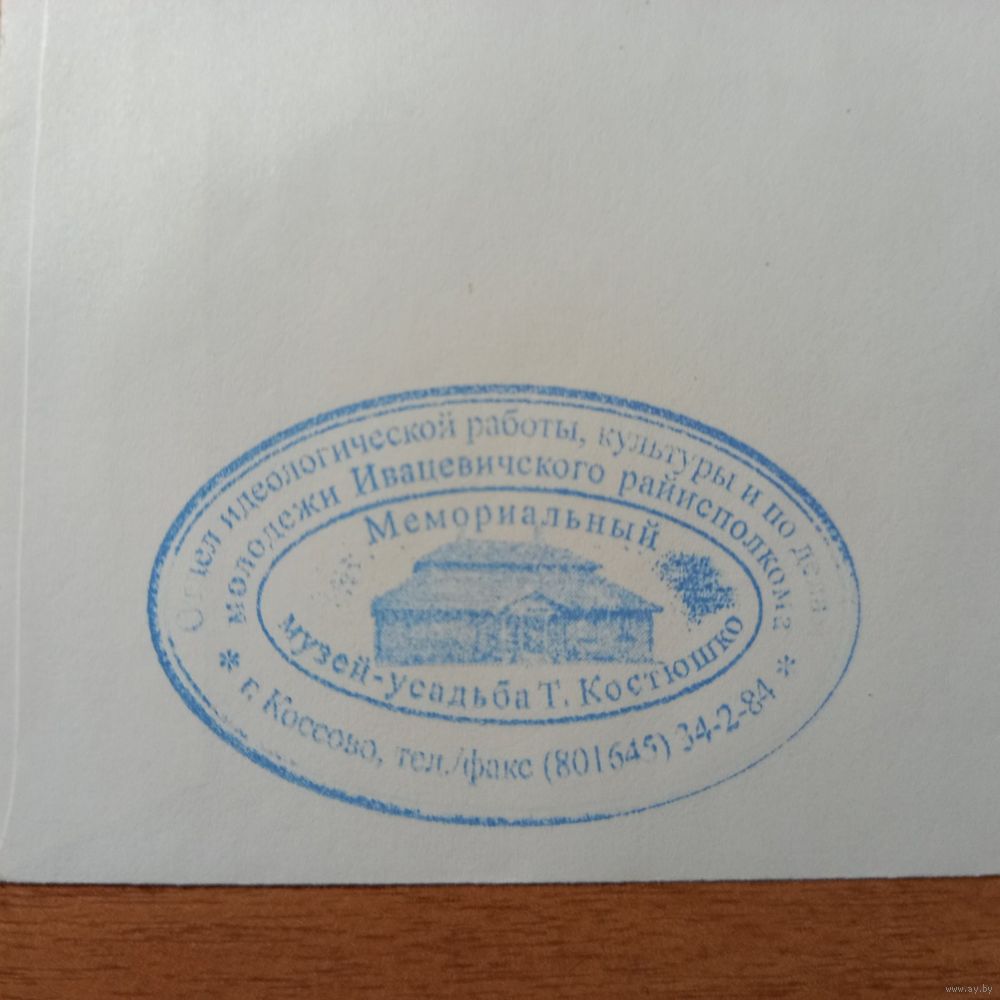 Отдел идеологической работы, культуры и по дела
молодежи Ивацевичского райисполкома
Мемориальный
музей-усадьба Т. Костюшко
* г. Коссово, тел./факс (801645) 34-2-84 *
www.ay.by